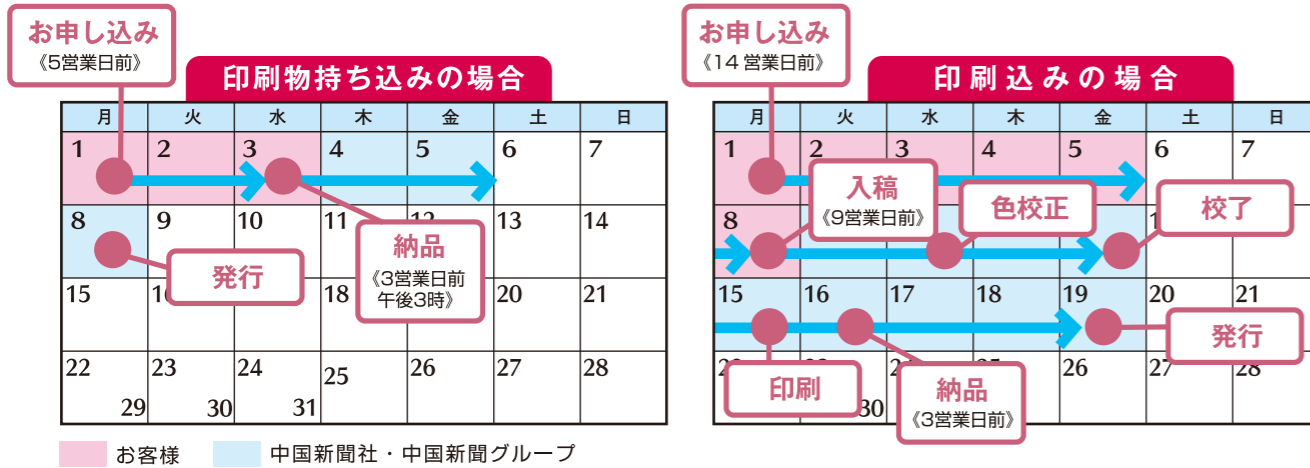 お申し込み
《5営業日前》
印刷物持ち込みの場合
月 火 水 木 金 土 日
1 2 3 4 5 6 7
8 9 10 11 12 13 14
発行
納品
《3営業日前
午後3時》
15 16 18 20 21
22 23 24 25 26 27 28
29 30 31
お申し込み
《14営業日前》
印刷込みの場合
月 火 水 木 金 土 日
1 2 3 4 5 6 7
入稿
《9営業日前》
色校正
校了
8
15 16 17 18 19 20 21
印刷
納品
《3営業日前》
発行
26 27 28
30
お客様 中国新聞社・中国新聞グループ